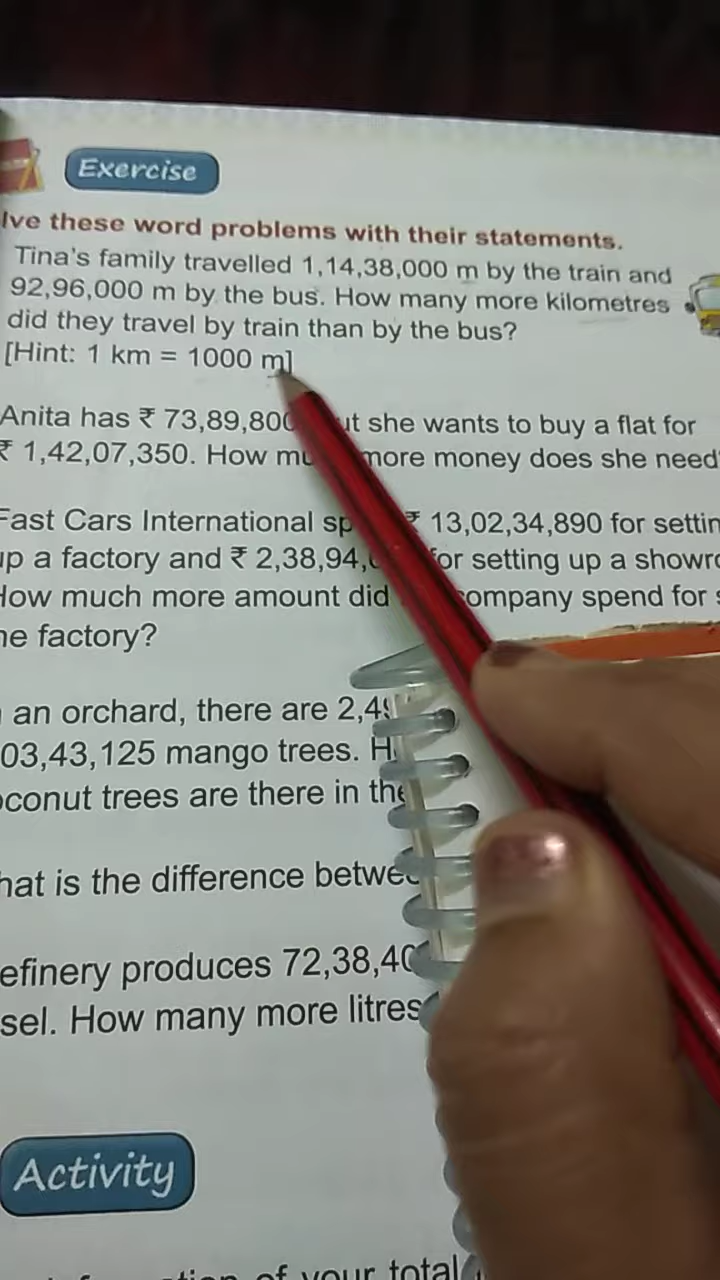 Exercise
lve these word problems with their statements.
Tina's family travelled 1,14,38,000 m by the train and
92,96,000 m by the bus. How many more kilometres
did they travel by train than by the bus?
[Hint: 1 km = 1000 m]
Anita has ₹ 73,89,800 ut she wants to buy a flat for
₹ 1,42,07,350. How mu more money does she need
Fast Cars International sp ₹ 13,02,34,890 for settin
up a factory and ₹ 2,38,94, for setting up a showr
How much more amount did ompany spend for s
he factory?
an orchard, there are 2,49
03,43,125 mango trees. H
oconut trees are there in the
hat is the difference betwe
efinery produces 72,38,40
sel. How many more litres
Activity
of your total